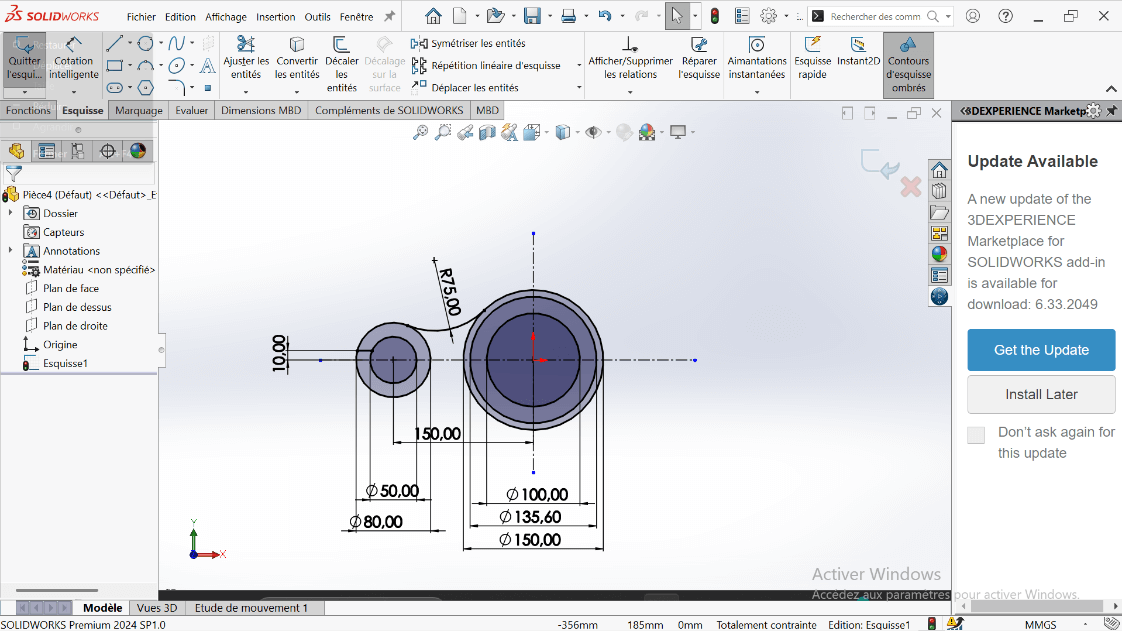 SOLIDWORKS
Fichier Edition Affichage Insertion Outils Fenêtre
Rechercher des comm
Quitter l'esqui...
Cotation intelligente
Ajuster les entités
Convertir les entités
Décaler les entités
Décalage sur la surface
Symétriser les entités
Répétition linéaire d'esquisse
Déplacer les entités
Afficher/Supprimer les relations
Réparer l'esquisse
Aimantations instantanées
Esquisse rapide
Instant2D
Contours d'esquisse ombrés
Fonctions Esquisse Marquage Evaluer Dimensions MBD Compléments de SOLIDWORKS MBD
3DEXPERIENCE Marketp
Pièce4 (Défaut) <<Défaut>_E
Dossier
Capteurs
Annotations
Matériau <non spécifié>
Plan de face
Plan de dessus
Plan de droite
Origine
Esquisse1
R75,00
10,00
150,00
∅50,00
∅80,00
∅100,00
∅135,60
∅150,00
Y
X
Update Available
A new update of the
3DEXPERIENCE
Marketplace for
SOLIDWORKS add-in
is available for
download: 6.33.2049
Get the Update
Install Later
Don't ask again for
this update
Activer Windows
Accédez aux paramètres pour activer Windows.
Modèle Vues 3D Etude de mouvement 1
SOLIDWORKS Premium 2024 SP1.0 -356mm 185mm 0mm Totalement contrainte Edition: Esquisse1 MMGS